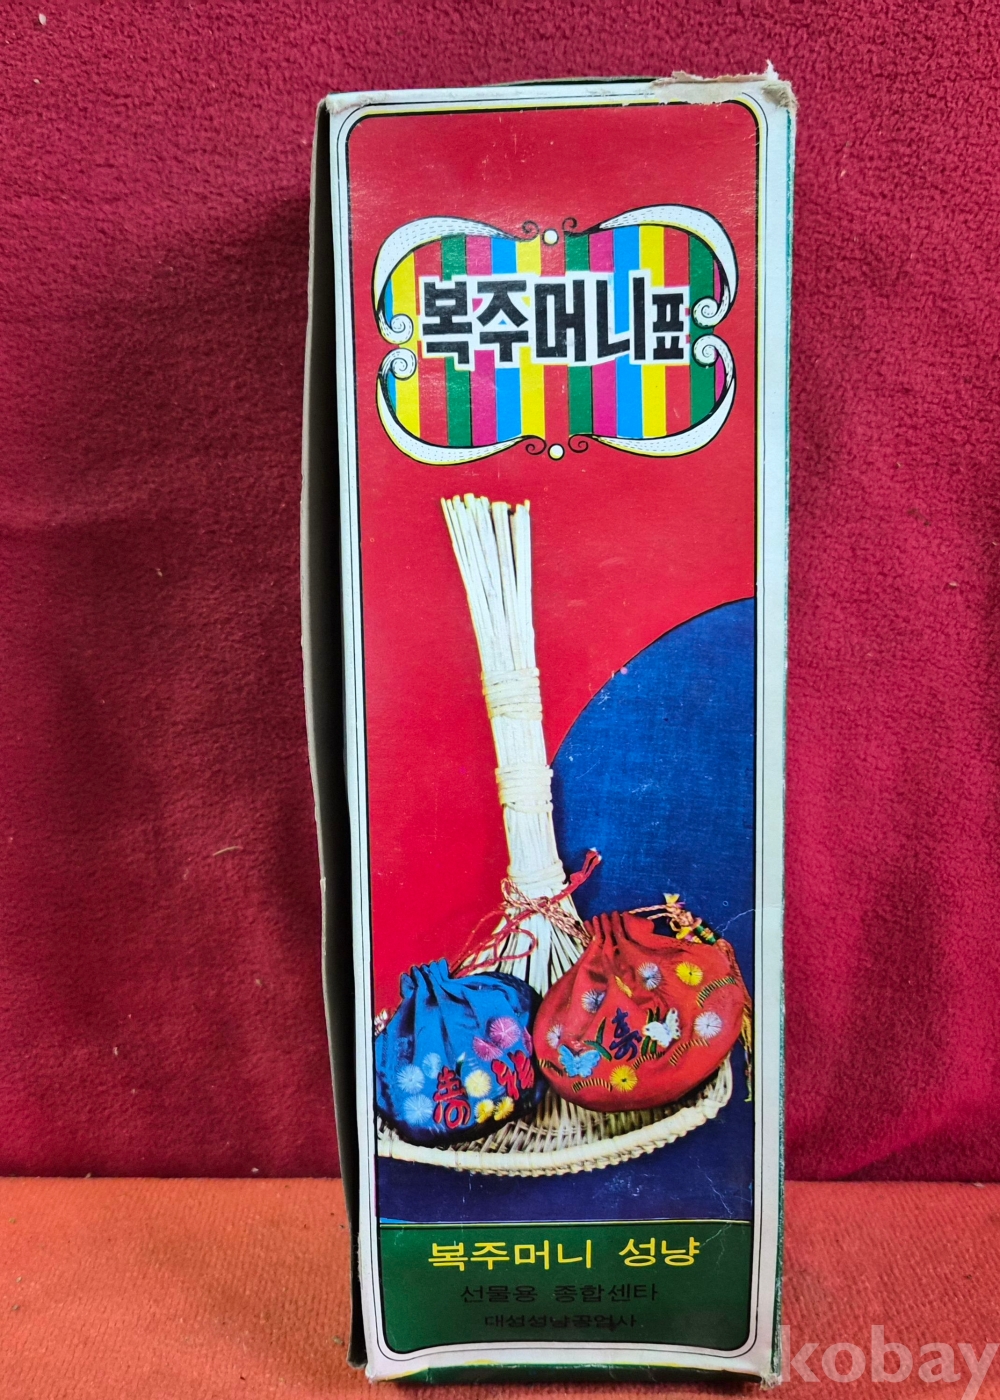 복주머니표
壽
壽 福
복주머니 성냥
선물용 종합센타
대성성냥공업사
kobay